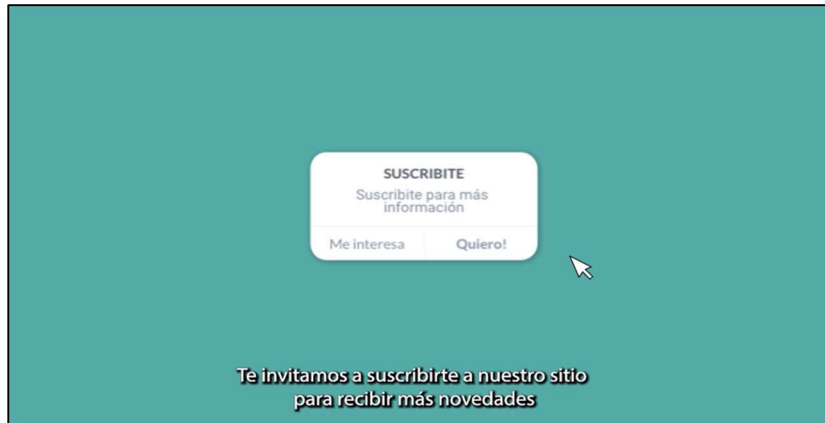 SUSCRIBITE
Suscribite para más
información
Me interesa Quiero!
Te invitamos a suscribirte a nuestro sitio
para recibir más novedades